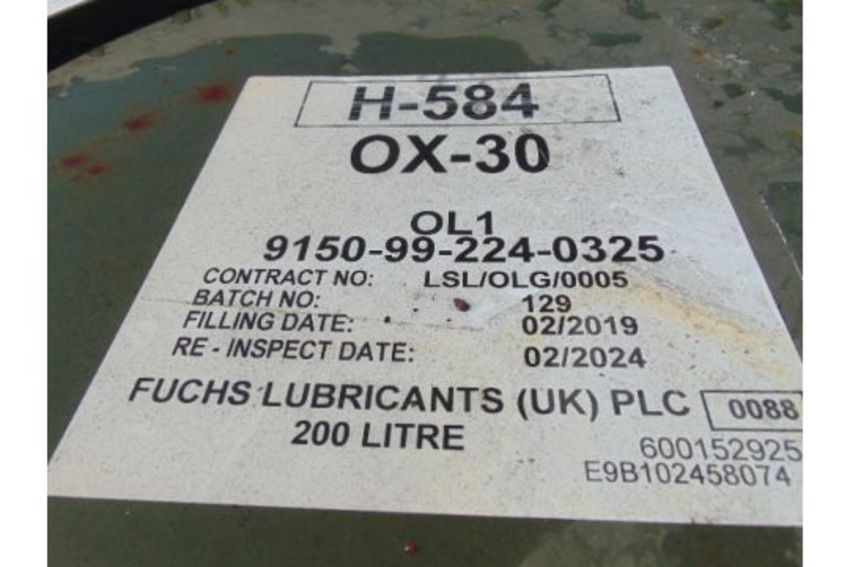 H-584
OX-30
OL1
9150-99-224-0325
CONTRACT NO: LSL/OLG/0005
BATCH NO: 129
FILLING DATE: 02/2019
RE - INSPECT DATE: 02/2024
FUCHS LUBRICANTS (UK) PLC 0088
200 LITRE 600152925
E9B102458074